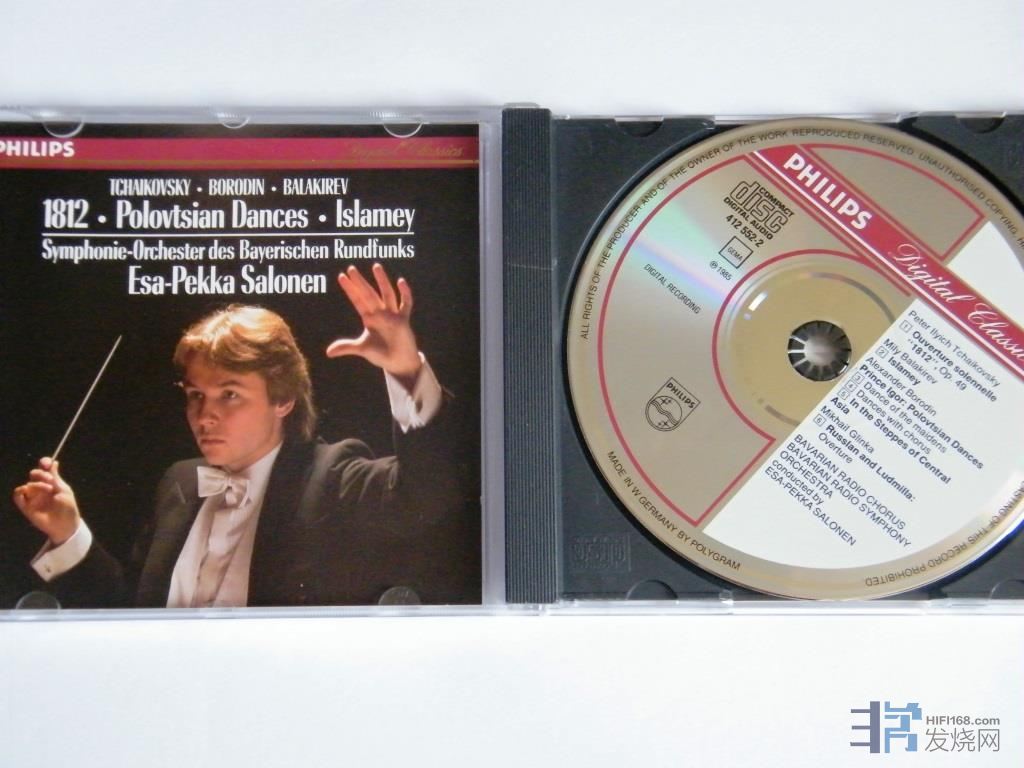 PHILIPS
Digital Classics
TCHAIKOVSKY · BORODIN · BALAKIREV
1812 · Polovtsian Dances · Islamey
Symphonie-Orchester des Bayerischen Rundfunks
Esa-Pekka Salonen
ALL RIGHTS OF THE PRODUCER AND OF THE OWNER OF THE WORK REPRODUCED RESERVED. UNAUTHORISED COPYING,
OF THIS RECORD PROHIBITED
MADE IN W GERMANY BY POLYGRAM
PHILIPS
Digital Classi
COMPACT
disc
DIGITAL AUDIO
412 552-2
GEMA
℗ 1985
DIGITAL RECORDING
PHILIPS
Peter Ilyich Tchaikovsky
1 Ouverture solennelle
"1812", Op. 49
Mily Balakirev
2 Islamey
Alexander Borodin
Prince Igor: Polovtsian Dances
3 Dance of the maidens
4 Dances with chorus
5 In the Steppes of Central
Asia
Mikhail Glinka
6 Russian and Ludmilla:
Overture
BAVARIAN RADIO CHORUS
BAVARIAN RADIO SYMPHONY
ORCHESTRA
conducted by
ESA-PEKKA SALONEN
HIFI168.com
发烧网